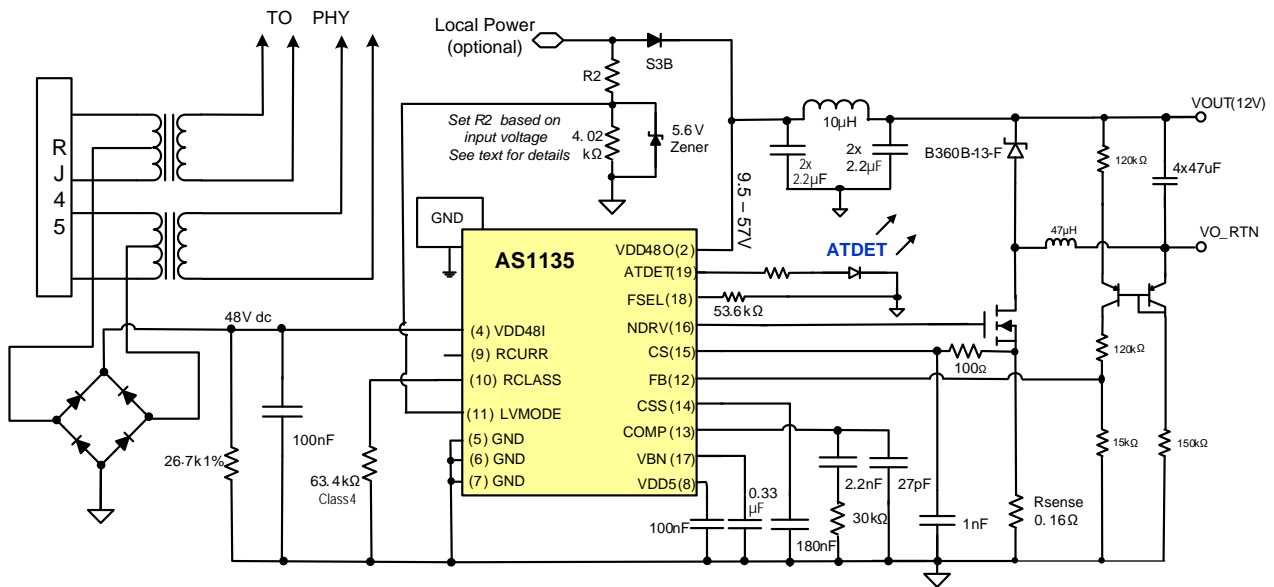 TO PHY
Local Power
(optional)
S3B
R2
RJ45
Set R2 based on
input voltage
See text for details
4.02
kΩ
5.6V
Zener
10µH
2x
2.2µF
2x
2.2µF
B360B-13-F
VOUT(12V)
120kΩ
4x47uF
9.5 – 57V
GND
47µH
VO_RTN
ATDET
AS1135
VDD48O(2)
ATDET(19)
FSEL(18)
53.6kΩ
NDRV(16)
CS(15)
100Ω
FB(12)
CSS(14)
COMP(13)
VBN(17)
VDD5(8)
48V dc
(4) VDD48I
(9) RCURR
(10) RCLASS
(11) LVMODE
(5) GND
(6) GND
(7) GND
120kΩ
15kΩ
150kΩ
26.7k1%
100nF
63.4kΩ
Class4
100nF
0.33
µF
180nF
2.2nF
27pF
30kΩ
1nF
Rsense
0.16Ω